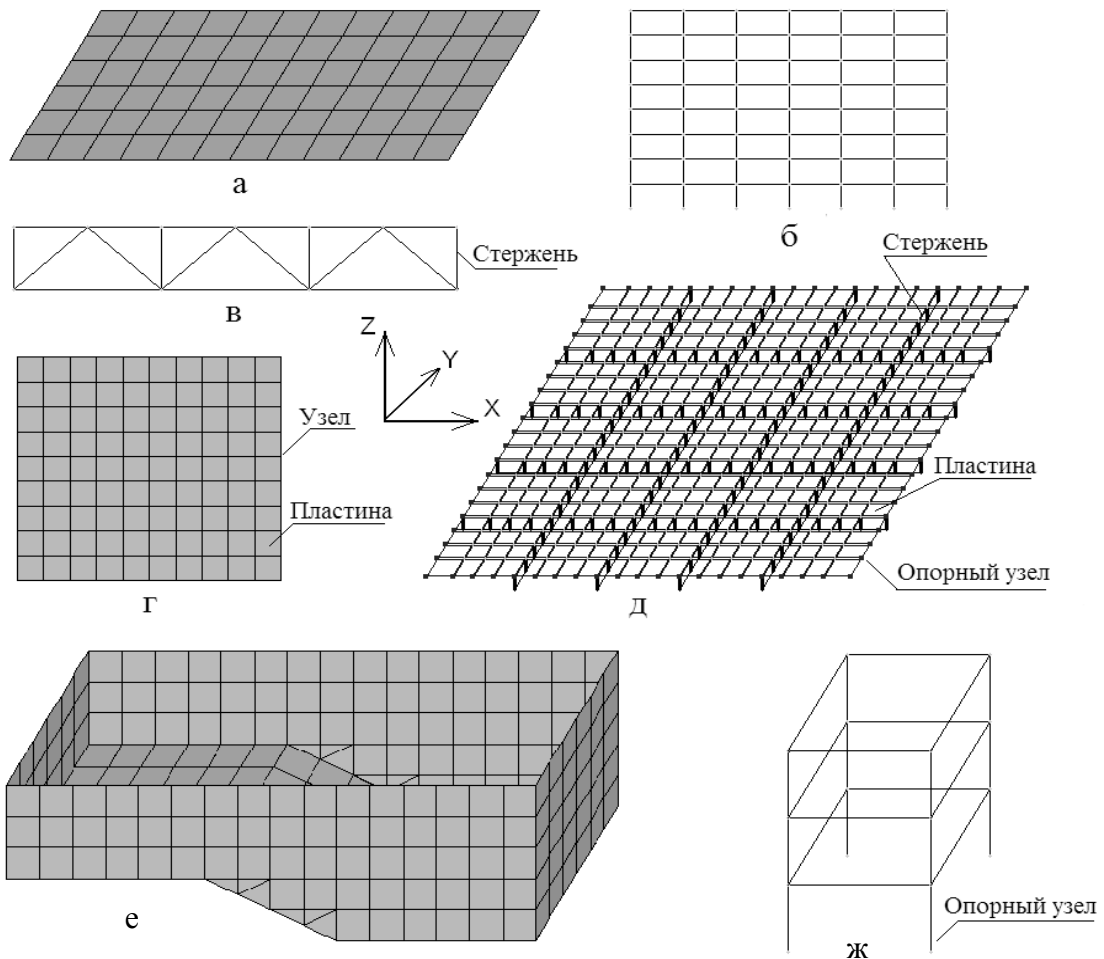 а
б
Стержень
в
Стержень
Z
Y
X
Узел
Пластина
Пластина
Опорный узел
г
д
е
Опорный узел
ж